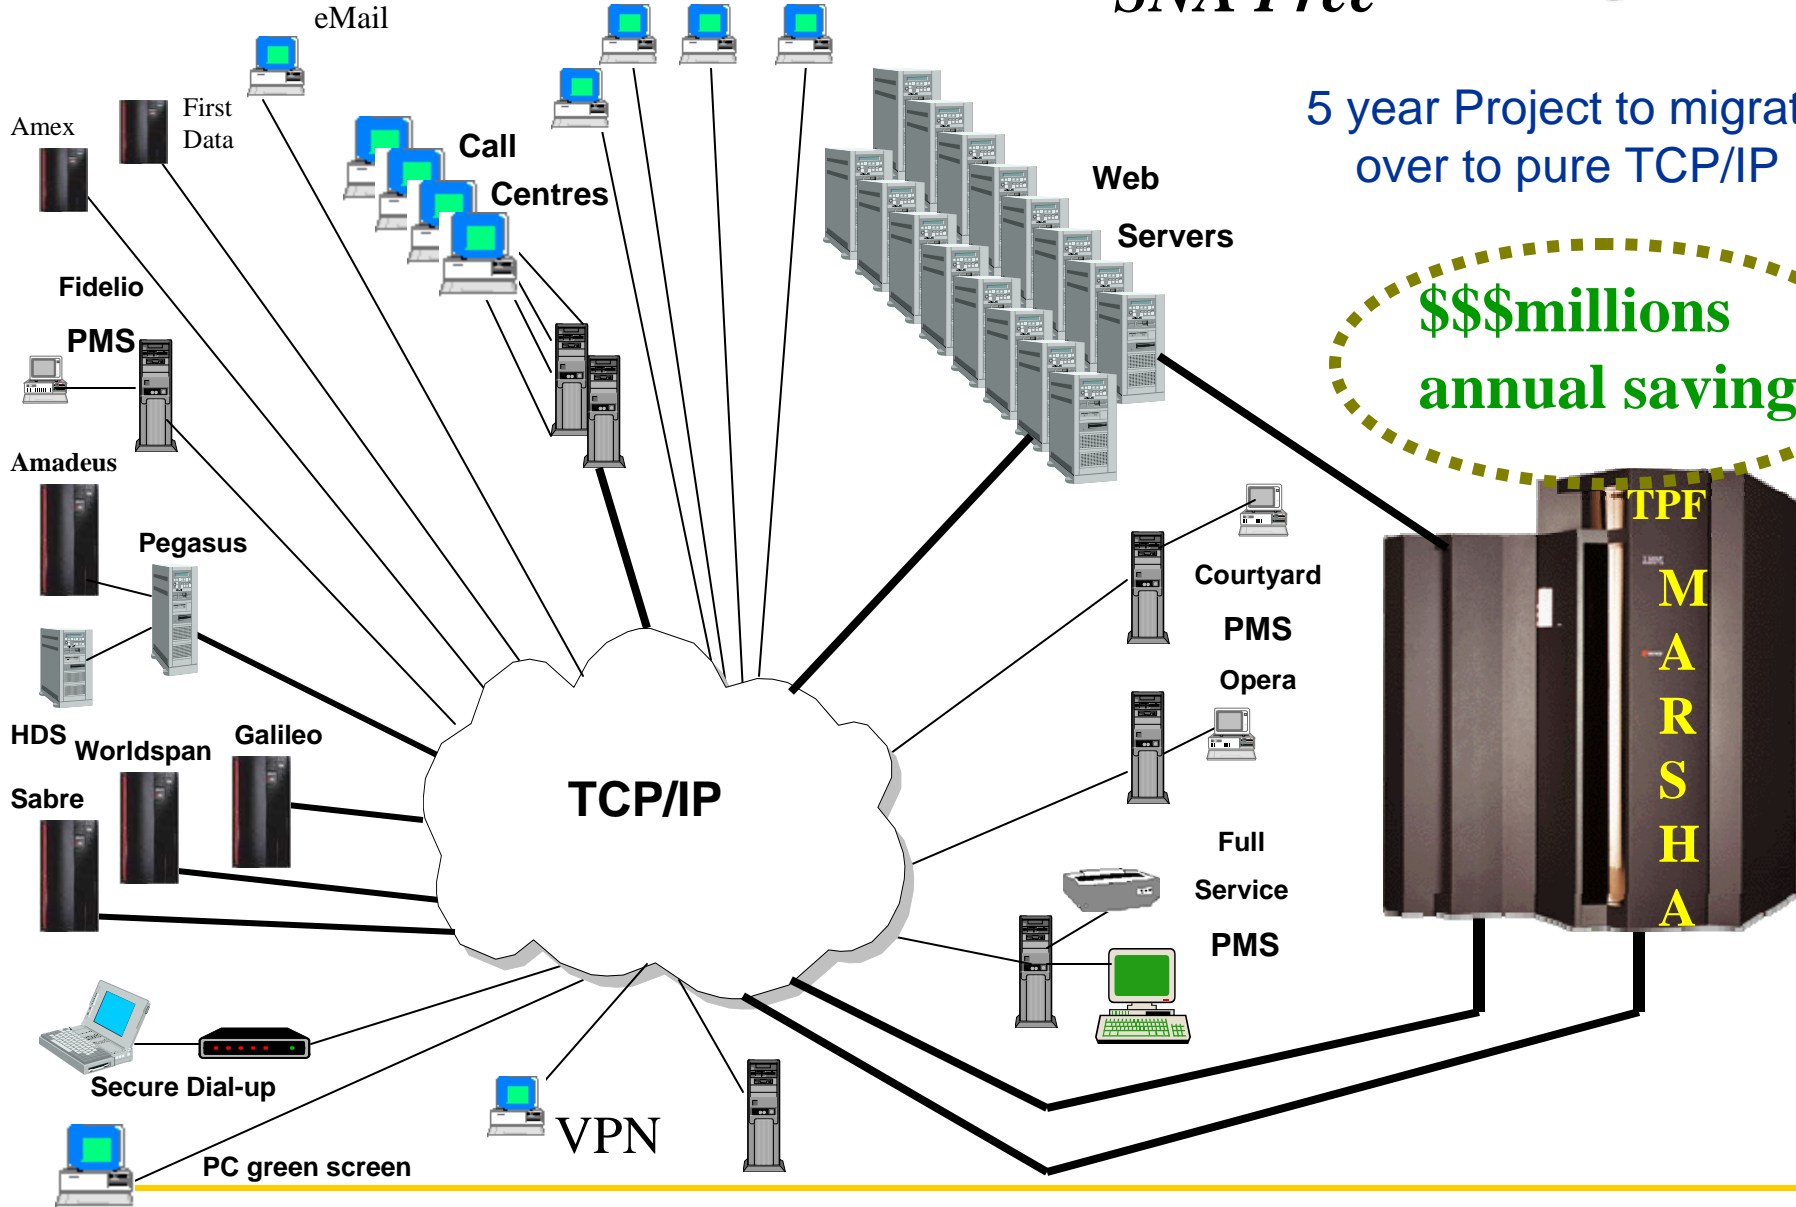 SNA Free
eMail
5 year Project to migrat
over to pure TCP/IP
$$$millions
annual saving
Amex
First
Data
Call
Centres
Web
Servers
Fidelio
PMS
Amadeus
Pegasus
HDS
Worldspan
Galileo
Sabre
TCP/IP
Courtyard
PMS
Opera
Full
Service
PMS
TPF
M
A
R
S
H
A
Secure Dial-up
VPN
PC green screen